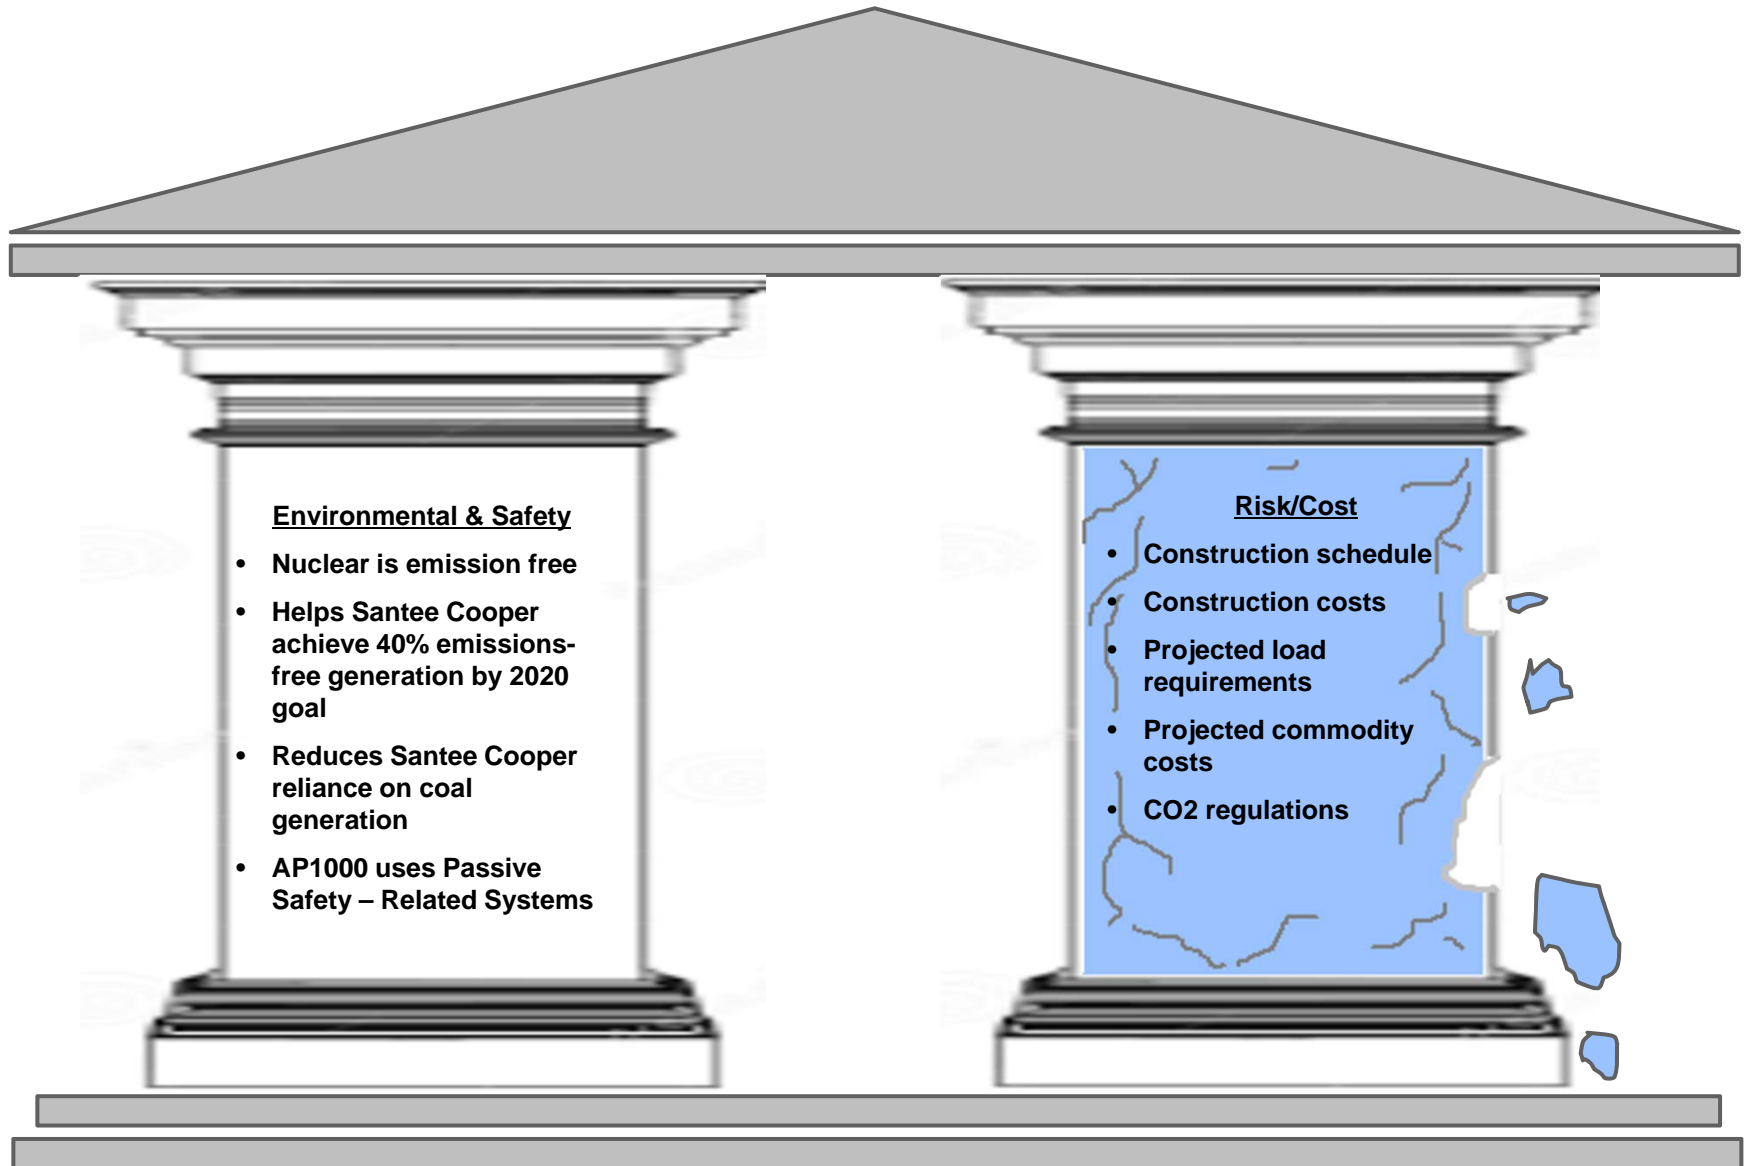 Environmental & Safety
• Nuclear is emission free
• Helps Santee Cooper
achieve 40% emissions-
free generation by 2020
goal
• Reduces Santee Cooper
reliance on coal
generation
• AP1000 uses Passive
Safety – Related Systems
Risk/Cost
• Construction schedule
• Construction costs
• Projected load
requirements
• Projected commodity
costs
• CO2 regulations